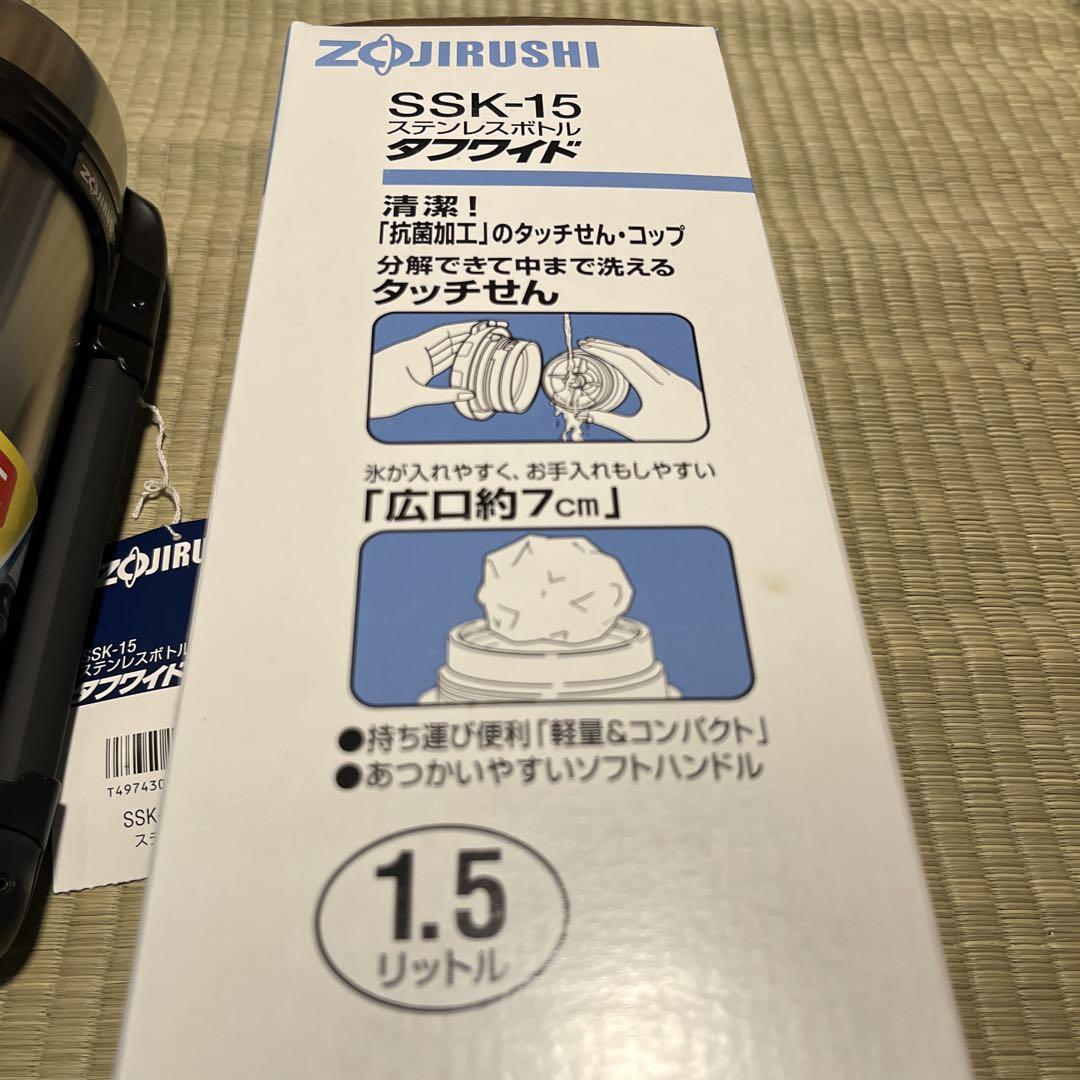 ZOJIRUSHI
SSK-15
ステンレスボトル
タフワイド
清潔!
「抗菌加工」のタッチせん・コップ
分解できて中まで洗える
タッチせん
氷が入れやすく、お手入れもしやすい
「広口約7cm」
●持ち運び便利「軽量&コンパクト」
●あつかいやすいソフトハンドル
1.5
リットル
ZOJIRUSHI
SSK-15
ステンレスボトル
タフワイド
T497430
SSK-